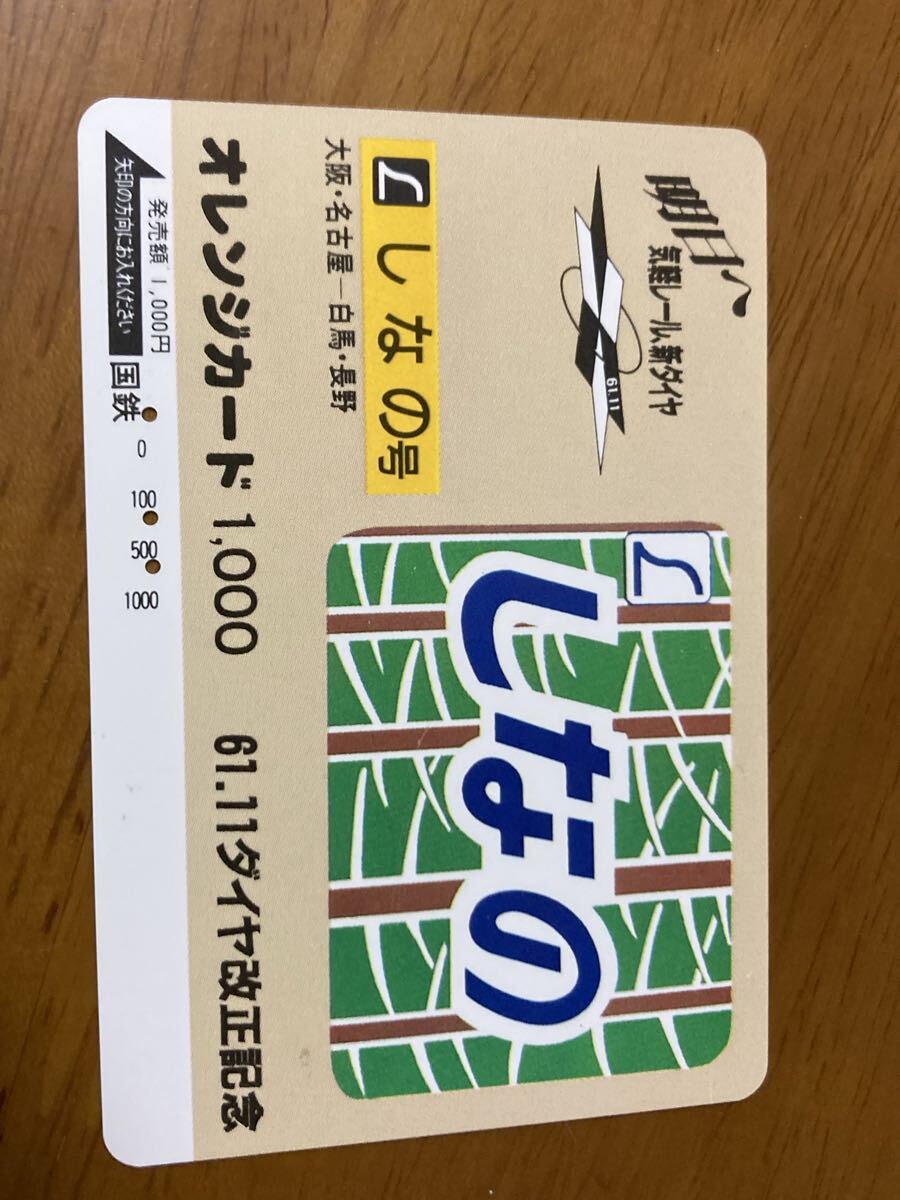 明日へ
気軽レール、新ダイヤ
61.11
L しなの号
大阪・名古屋－白馬・長野
L
しなの
オレンジカード 1,000 61.11ダイヤ改正記念
発売額 1,000円
矢印の方向にお入れください
国鉄
0 100 500 1000